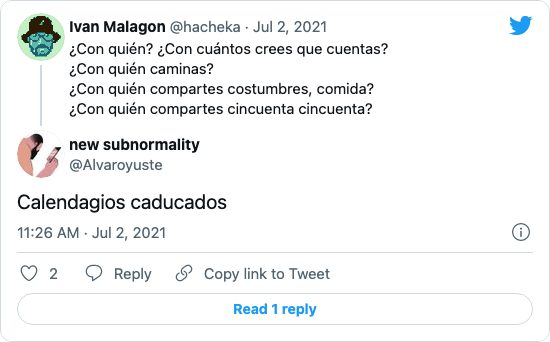 Ivan Malagon @hacheka · Jul 2, 2021
¿Con quién? ¿Con cuántos crees que cuentas?
¿Con quién caminas?
¿Con quién compartes costumbres, comida?
¿Con quién compartes cincuenta cincuenta?
new subnormality
@Alvaroyuste
Calendagios caducados
11:26 AM · Jul 2, 2021
2 Reply Copy link to Tweet
Read 1 reply